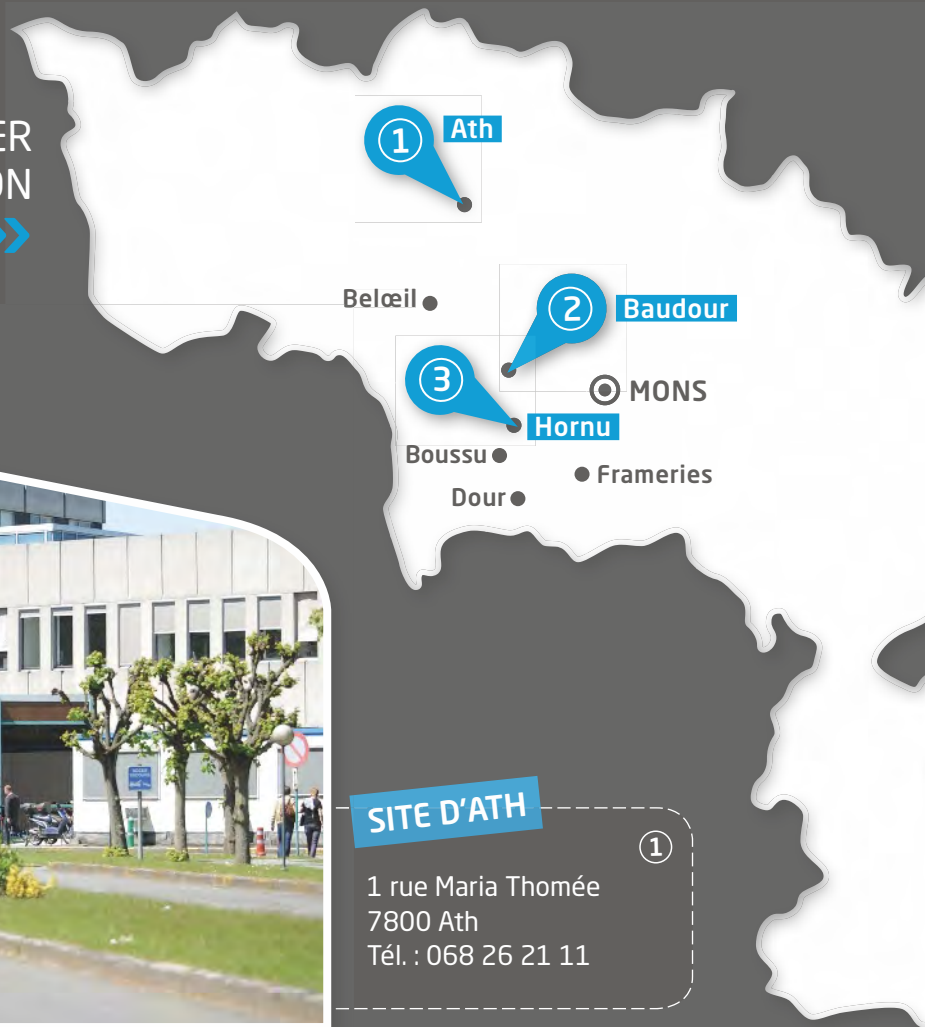 ER
ON
»
1
Ath
Belœil
2
Baudour
3
MONS
Hornu
Boussu
Frameries
Dour
SITE D'ATH
1
1 rue Maria Thomée
7800 Ath
Tél. : 068 26 21 11